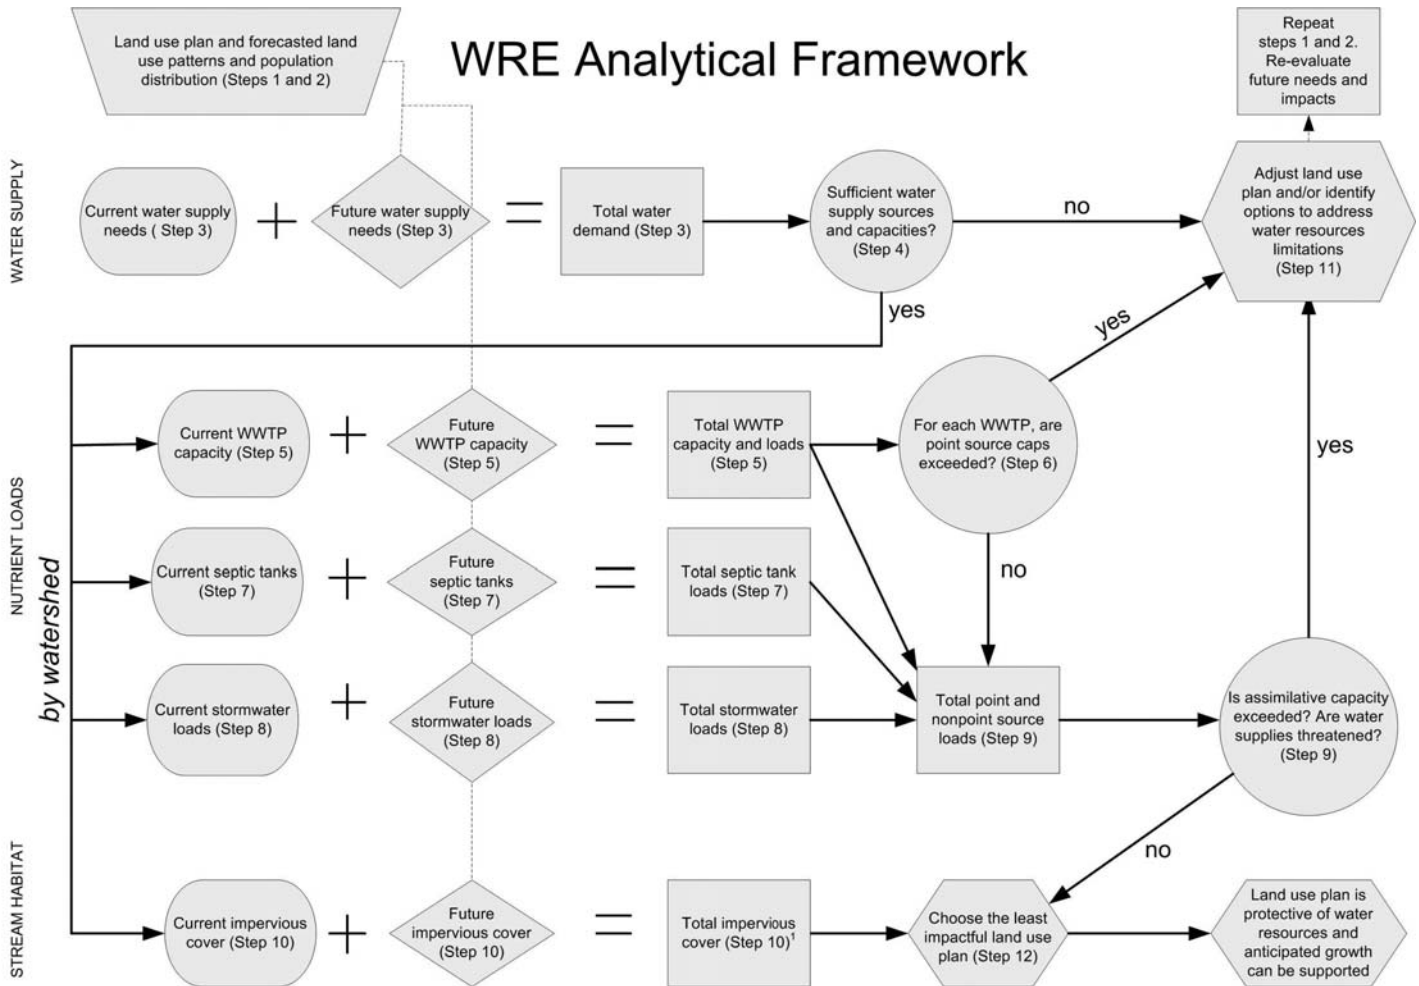 WRE Analytical Framework
Land use plan and forecasted land
use patterns and population
distribution (Steps 1 and 2)
Repeat
steps 1 and 2.
Re-evaluate
future needs and
impacts
WATER SUPPLY
Current water supply
needs ( Step 3)
+
Future water supply
needs (Step 3)
=
Total water
demand (Step 3)
Sufficient water
supply sources
and capacities?
(Step 4)
no
Adjust land use
plan and/or identify
options to address
water resources
limitations
(Step 11)
yes
yes
yes
NUTRIENT LOADS
by watershed
Current WWTP
capacity (Step 5)
+
Future
WWTP capacity
(Step 5)
=
Total WWTP
capacity and loads
(Step 5)
For each WWTP, are
point source caps
exceeded? (Step 6)
no
Current septic tanks
(Step 7)
+
Future
septic tanks
(Step 7)
=
Total septic tank
loads (Step 7)
Current stormwater
loads (Step 8)
+
Future
stormwater loads
(Step 8)
=
Total stormwater
loads (Step 8)
Total point and
nonpoint source
loads (Step 9)
Is assimilative capacity
exceeded? Are water
supplies threatened?
(Step 9)
no
STREAM HABITAT
Current impervious
cover (Step 10)
+
Future
impervious cover
(Step 10)
=
Total impervious
cover (Step 10)¹
Choose the least
impactful land use
plan (Step 12)
Land use plan is
protective of water
resources and
anticipated growth
can be supported